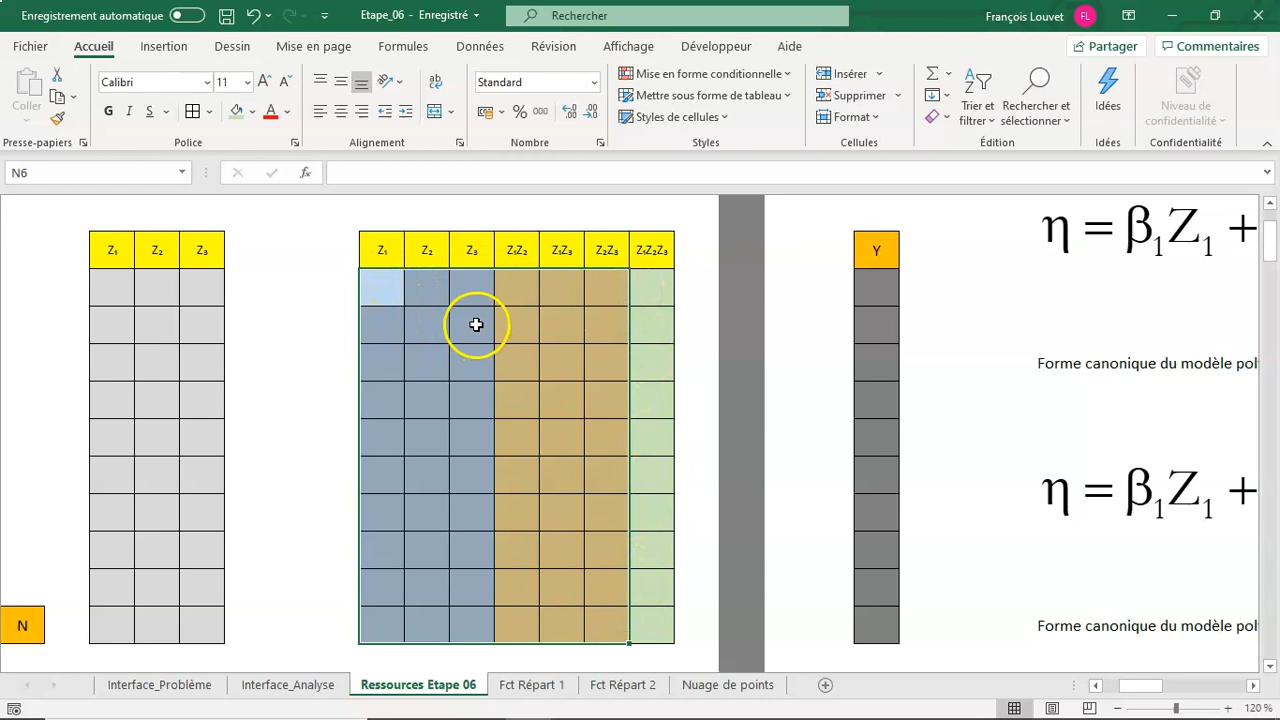 Enregistrement automatique
Etape_06 - Enregistré
Rechercher
François Louvet FL
Fichier Accueil Insertion Dessin Mise en page Formules Données Révision Affichage Développeur Aide Partager Commentaires
Coller
Calibri 11
Standard
G I S A
% 000
Mise en forme conditionnelle
Mettre sous forme de tableau
Styles de cellules
Insérer
Supprimer
Format
Trier et filtrer
Rechercher et sélectionner
Idées
Niveau de confidentialité
Presse-papiers Police Alignement Nombre Styles Cellules Édition Idées Confidentialité
N6 fx
Z₁ Z₂ Z₃
Z₁ Z₂ Z₃ Z₁Z₂ Z₁Z₃ Z₂Z₃ Z₁Z₂Z₃
Y
η = β₁Z₁ +
Forme canonique du modèle pol
η = β₁Z₁ +
Forme canonique du modèle pol
N
Interface_Problème Interface_Analyse Ressources Etape 06 Fct Répart 1 Fct Répart 2 Nuage de points
120 %